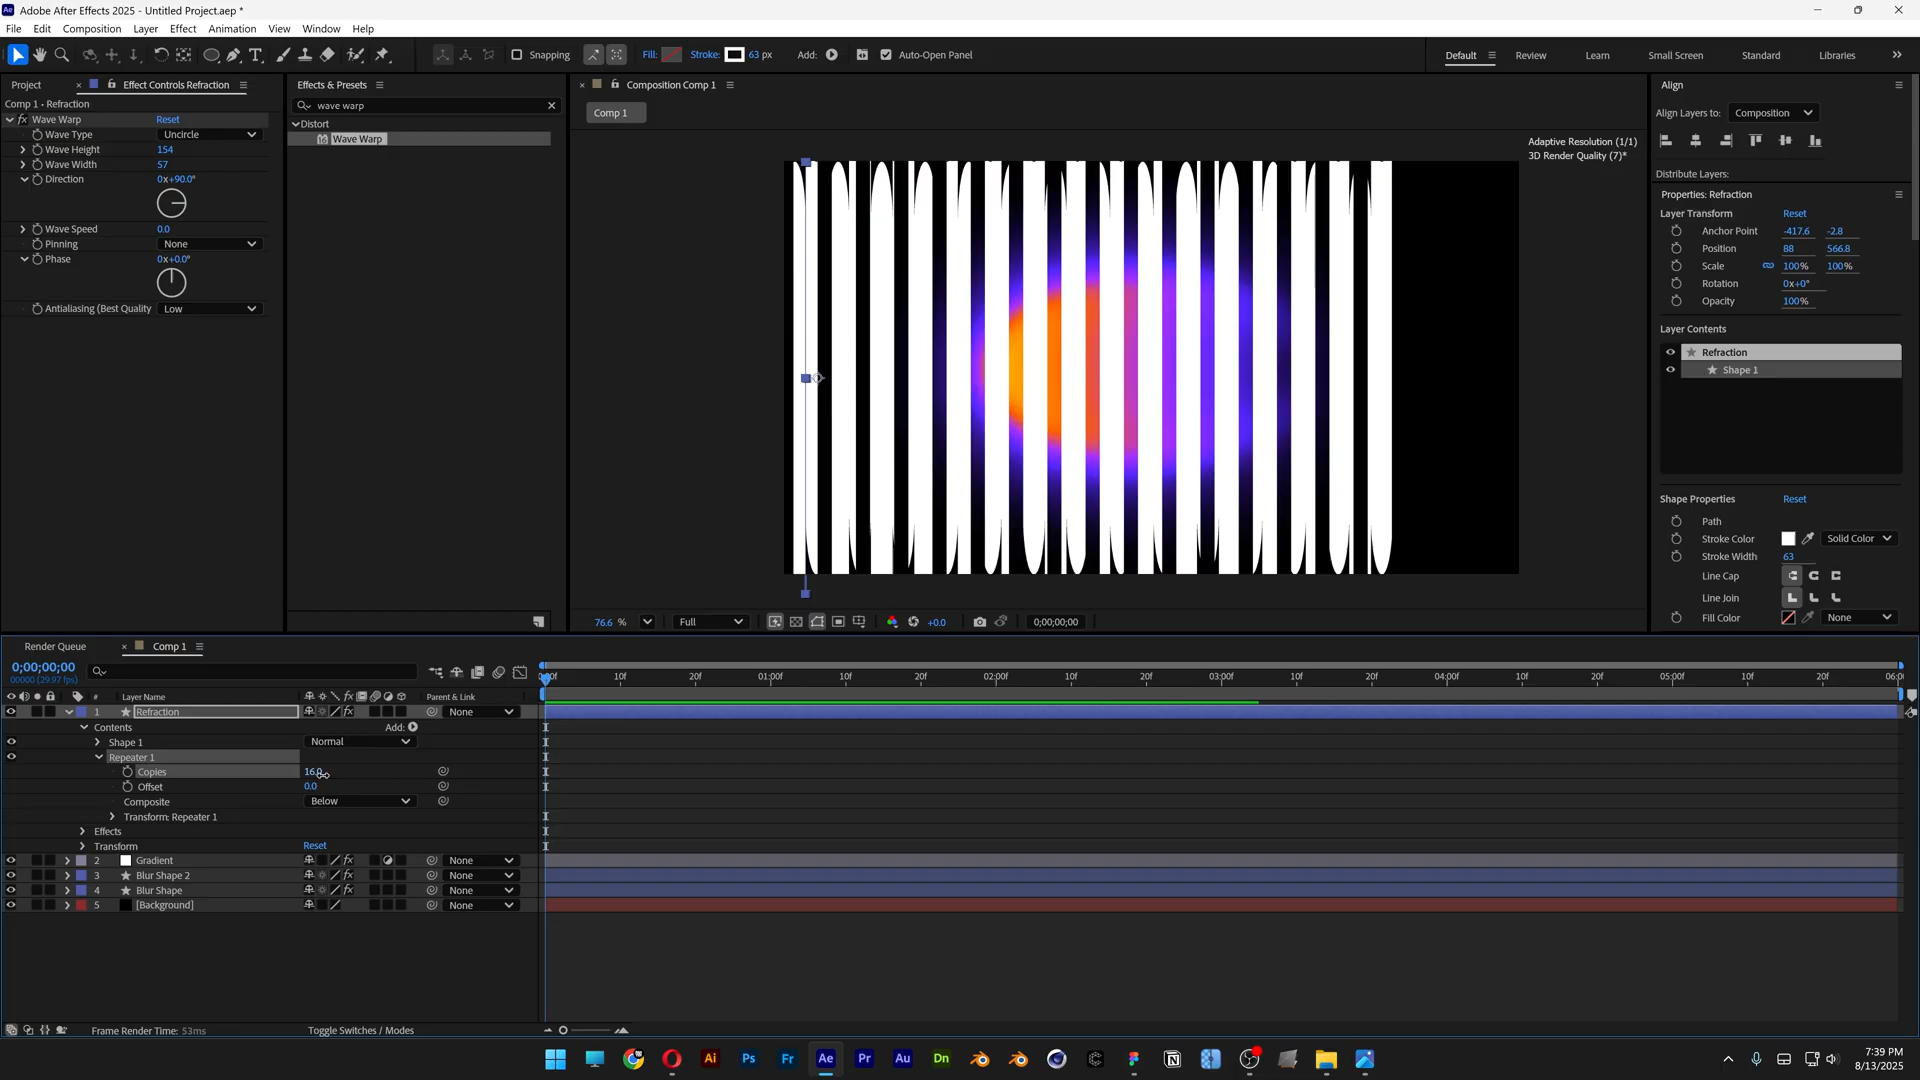 Adobe After Effects 2025 - Untitled Project.aep *
File Edit Composition Layer Effect Animation View Window Help
Snapping Fill: Stroke: 63 px Add: Auto-Open Panel Default Review Learn Small Screen Standard Libraries
Project Effect Controls Refraction
Comp 1 • Refraction
fx Wave Warp Reset
Wave Type Uncircle
Wave Height 154
Wave Width 57
Direction 0x+90.0°
Wave Speed 0.0
Pinning None
Phase 0x+0.0°
Antialiasing (Best Quality Low
Effects & Presets
wave warp
Distort
Wave Warp
Composition Comp 1
Comp 1
Adaptive Resolution (1/1)
3D Render Quality (7)*
76.6 % Full +0.0 0;00;00;00
Align
Align Layers to: Composition
Distribute Layers:
Properties: Refraction
Layer Transform Reset
Anchor Point -417.6 -2.8
Position 88 566.8
Scale 100% 100%
Rotation 0x+0°
Opacity 100%
Layer Contents
Refraction
Shape 1
Shape Properties Reset
Path
Stroke Color Solid Color
Stroke Width 63
Line Cap
Line Join
Fill Color None
Render Queue Comp 1
0;00;00;00
00000 (29.97 fps)
# Layer Name Parent & Link
10f 20f 01:00f 10f 20f 02:00f 10f 20f 03:00f 10f 20f 04:00f 10f 20f 05:00f 10f 20f
1 Refraction None
Contents Add:
Shape 1 Normal
Repeater 1
Copies
Offset 0.0
Composite Below
Transform: Repeater 1
Effects
Transform Reset
2 Gradient None
3 Blur Shape 2 None
4 Blur Shape None
5 [Background] None
Frame Render Time: 53ms Toggle Switches / Modes
Ai Ps Fr Ae Pr Au Dn
7:39 PM
8/13/2025